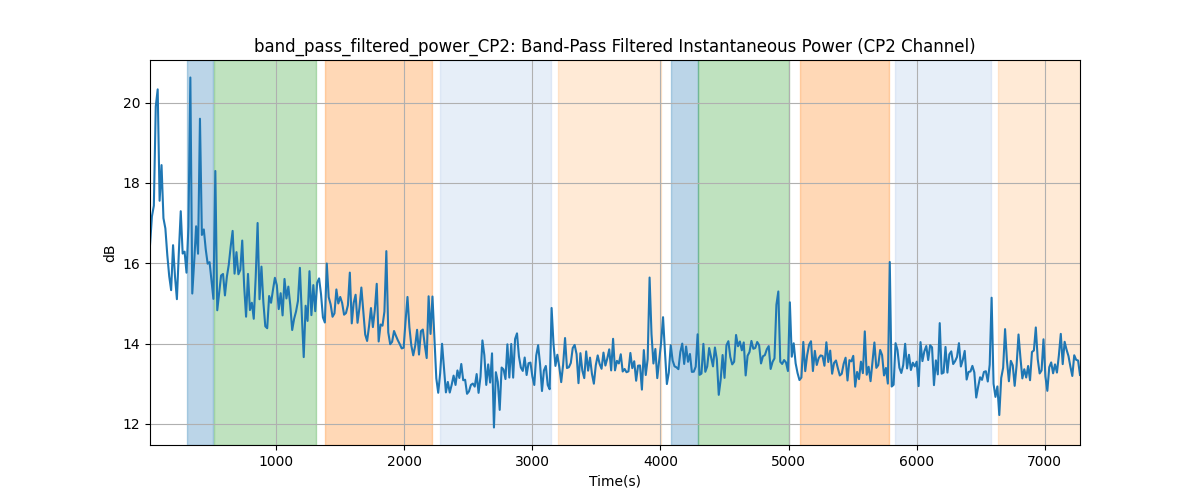 band_pass_filtered_power_CP2: Band-Pass Filtered Instantaneous Power (CP2 Channel)
dB
20
18
16
14
12
1000 2000 3000 4000 5000 6000 7000
Time(s)